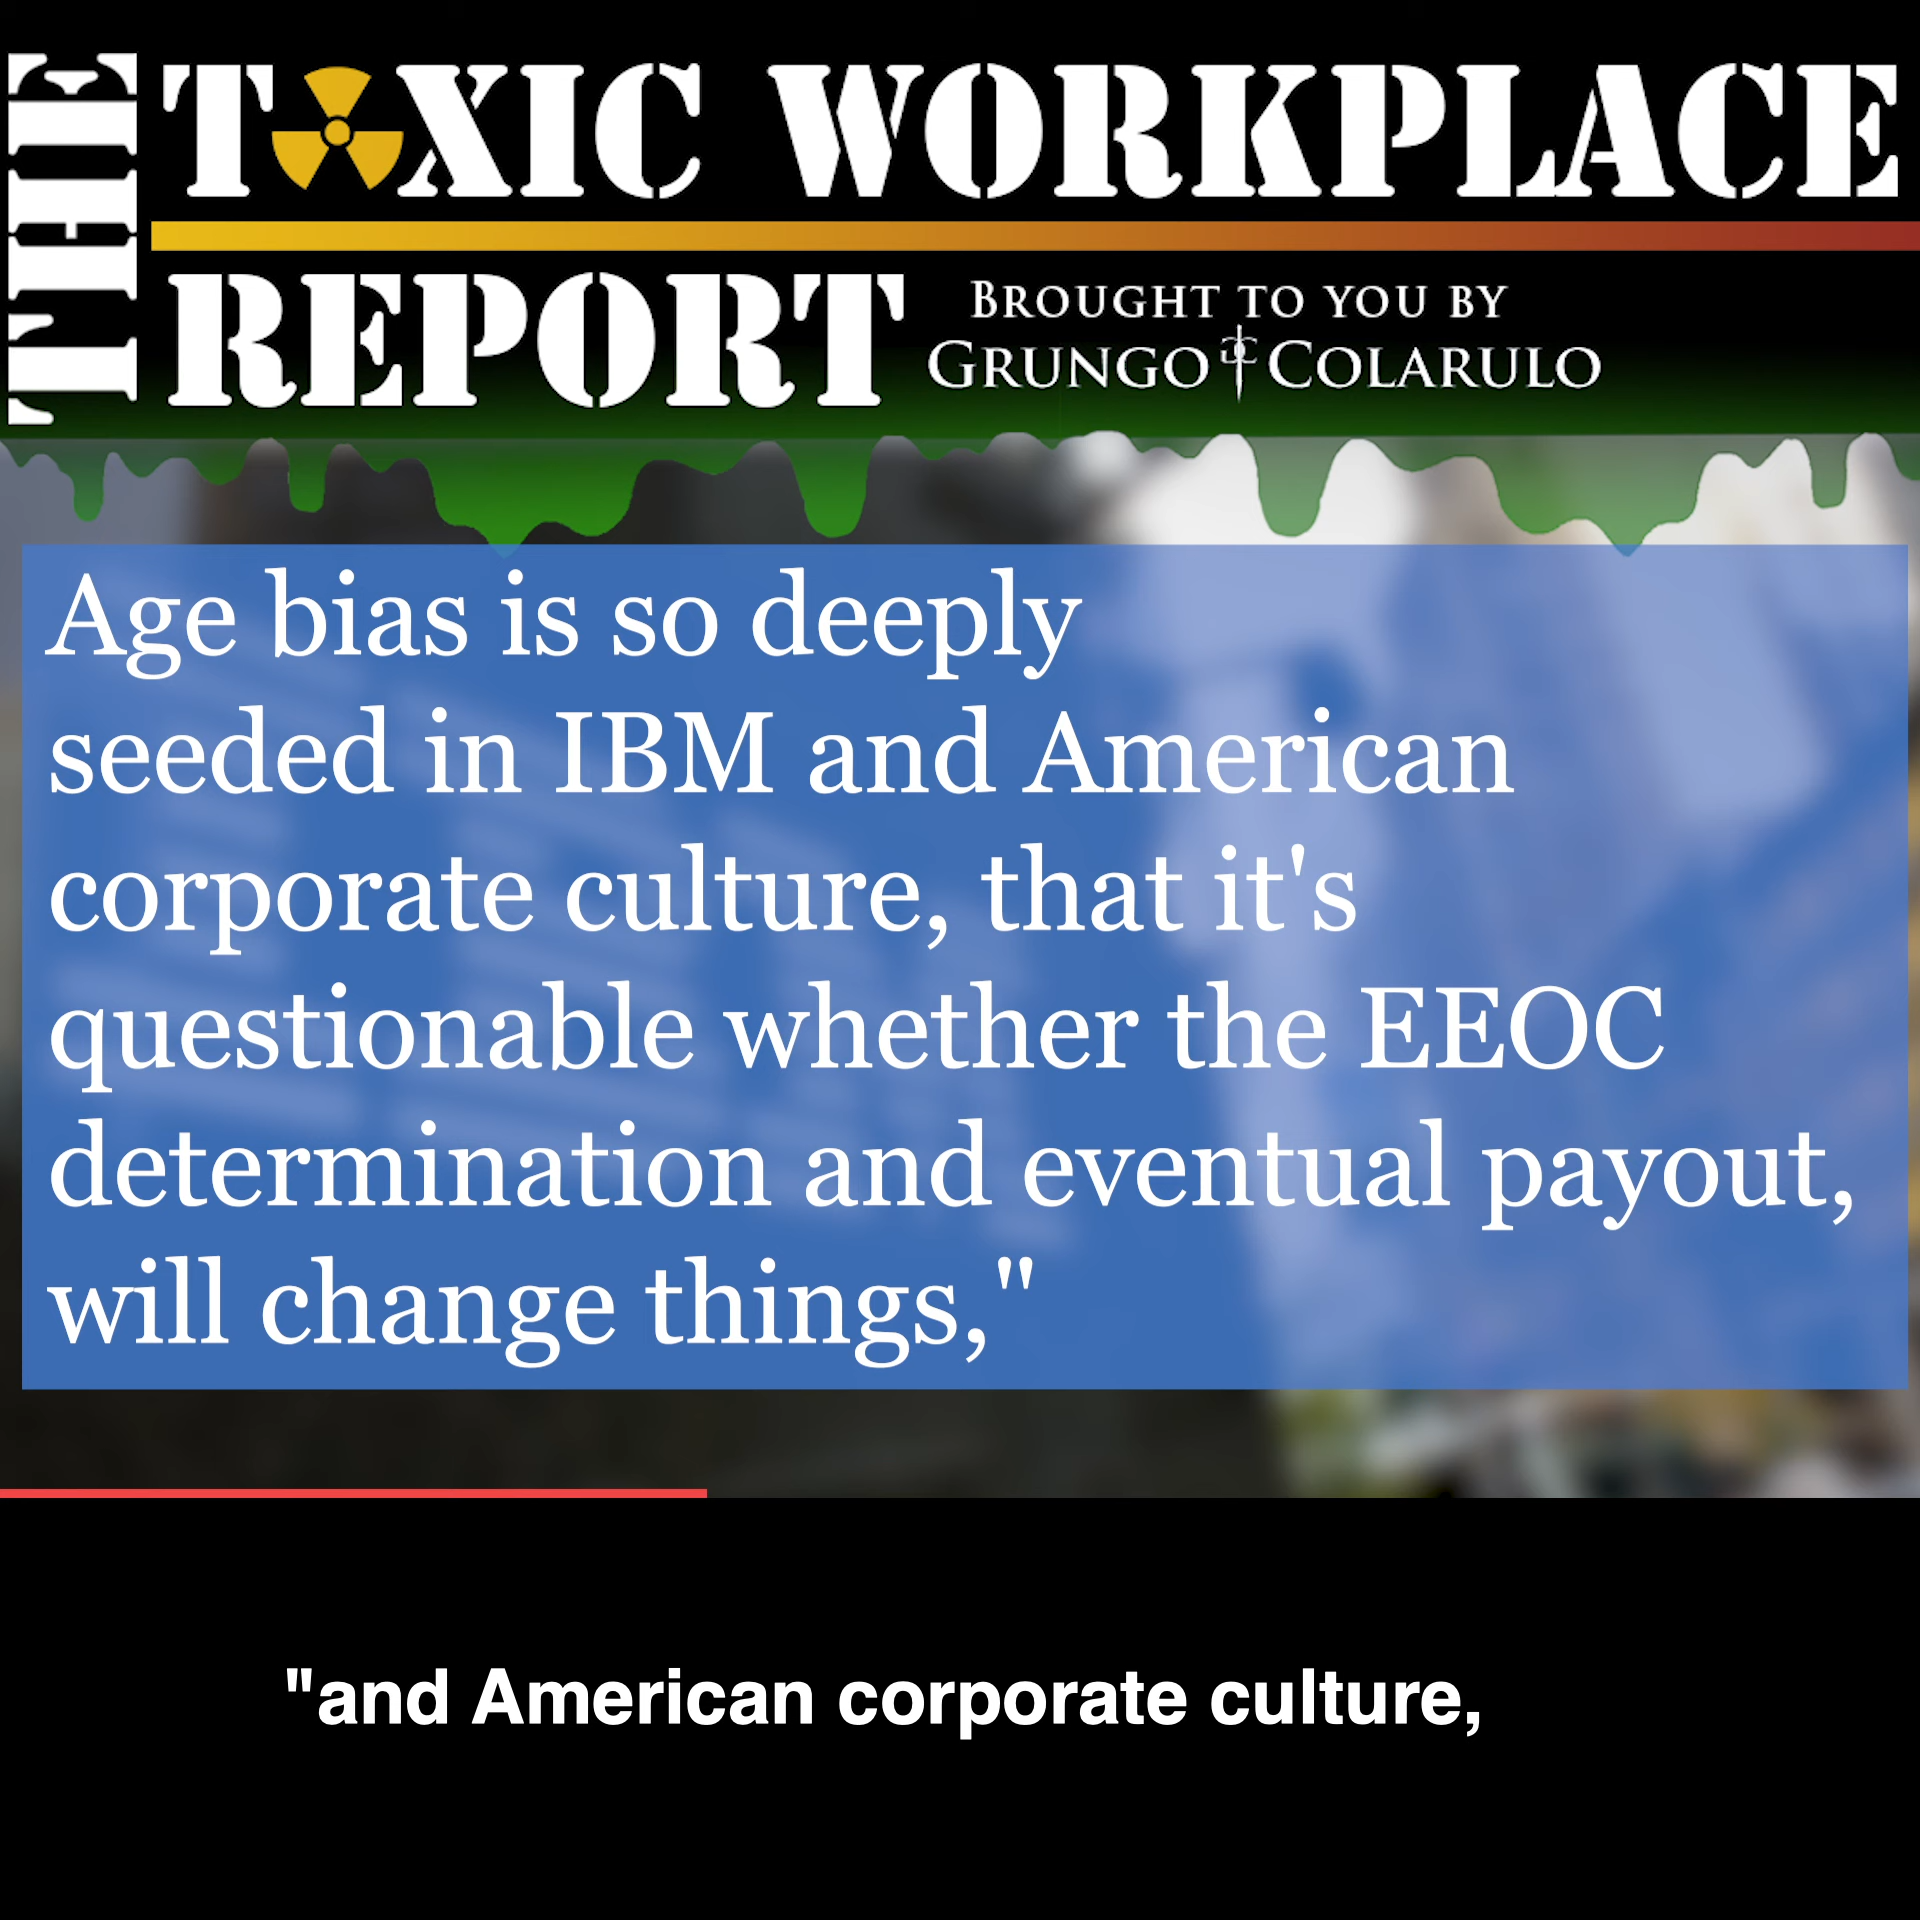 THE
TOXIC WORKPLACE
REPORT
BROUGHT TO YOU BY
GRUNGO COLARULO
Age bias is so deeply
seeded in IBM and American
corporate culture, that it's
questionable whether the EEOC
determination and eventual payout,
will change things,"
"and American corporate culture,